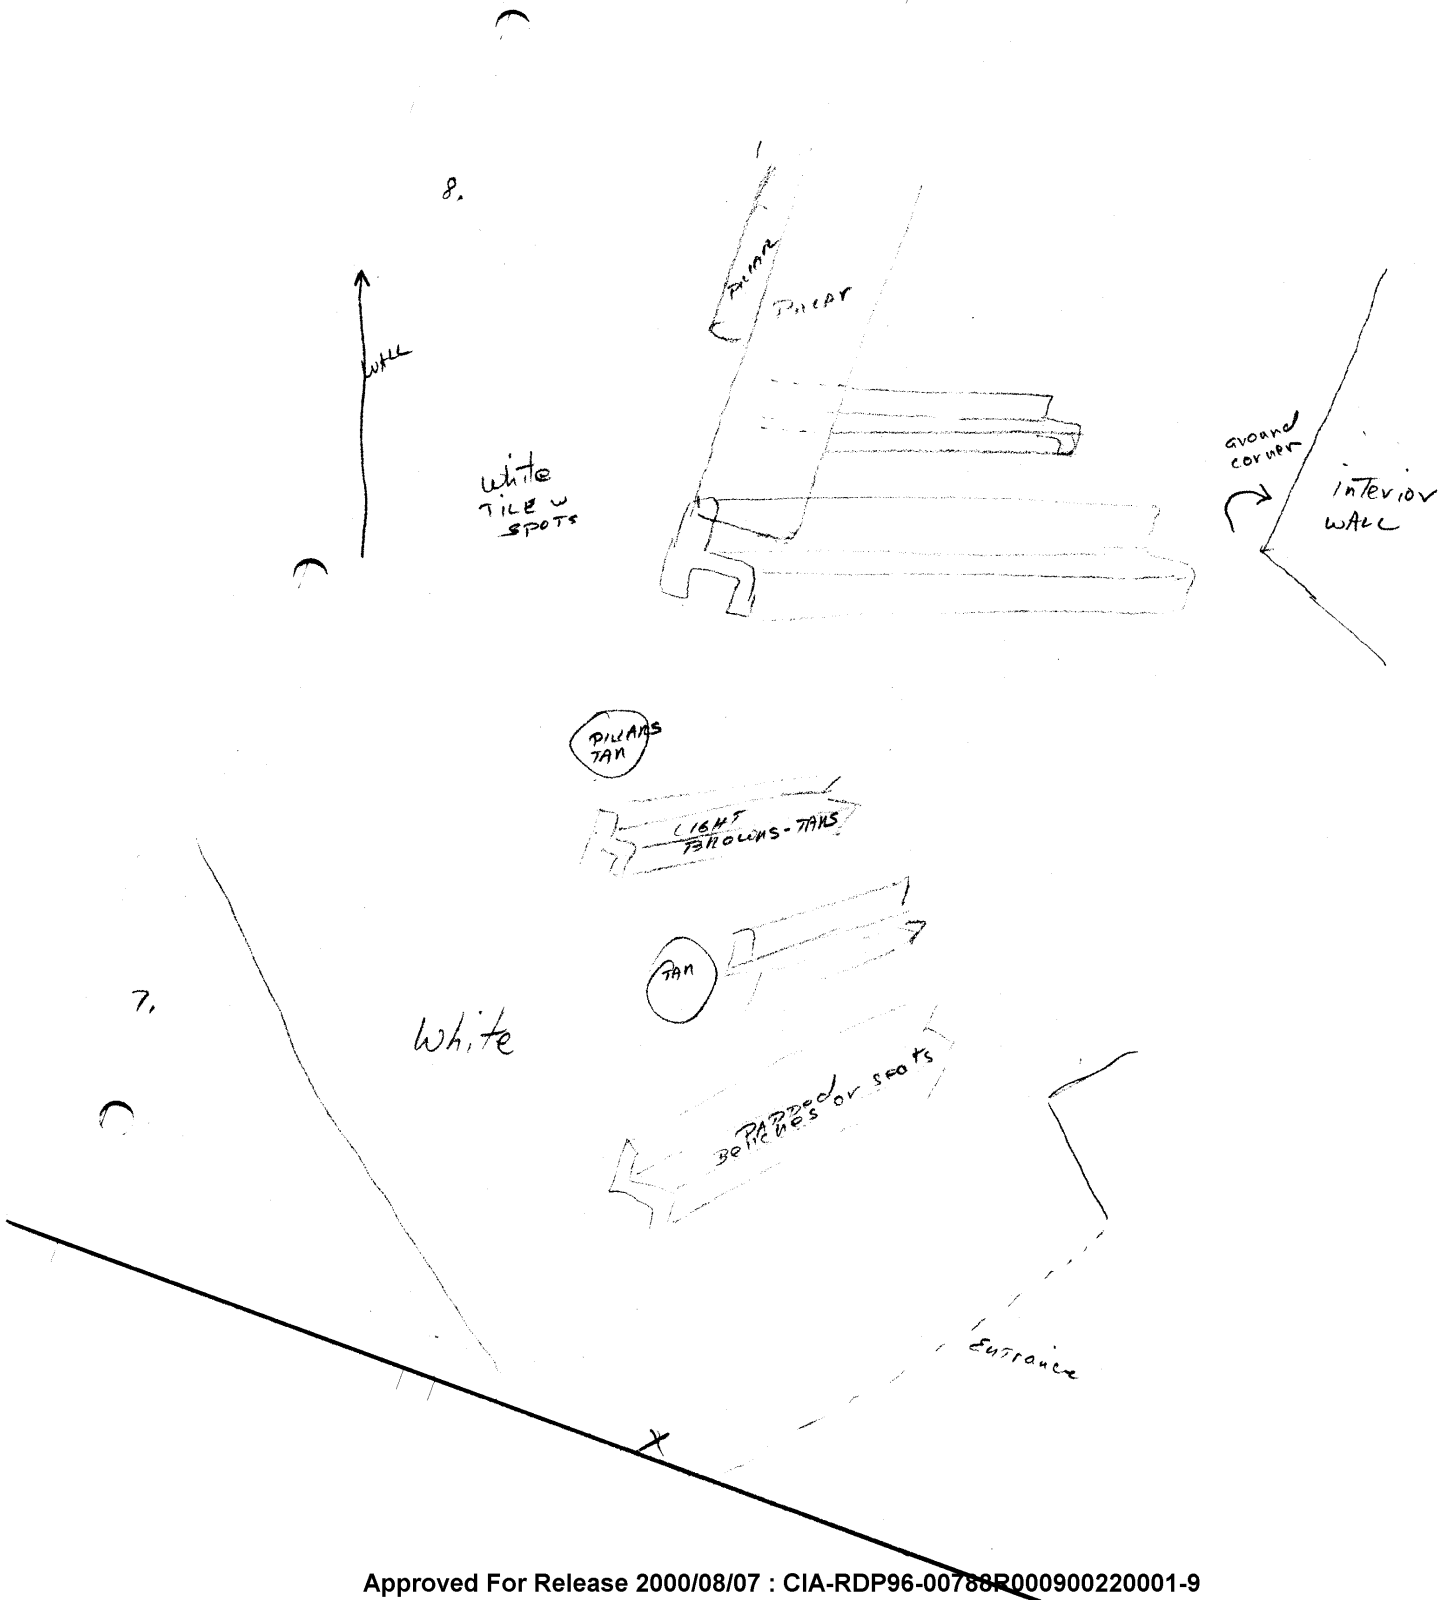 8.
PILLAR
PILLAR
WALL
around
corner
interior
WALL
white
TILE w
SPOTS
PILLARS
TAN
LIGHT
BROWNS-TANS
TAN
7.
White
PADDED
BENCHES or seats
Entrance
X
Approved For Release 2000/08/07 : CIA-RDP96-00788R000900220001-9